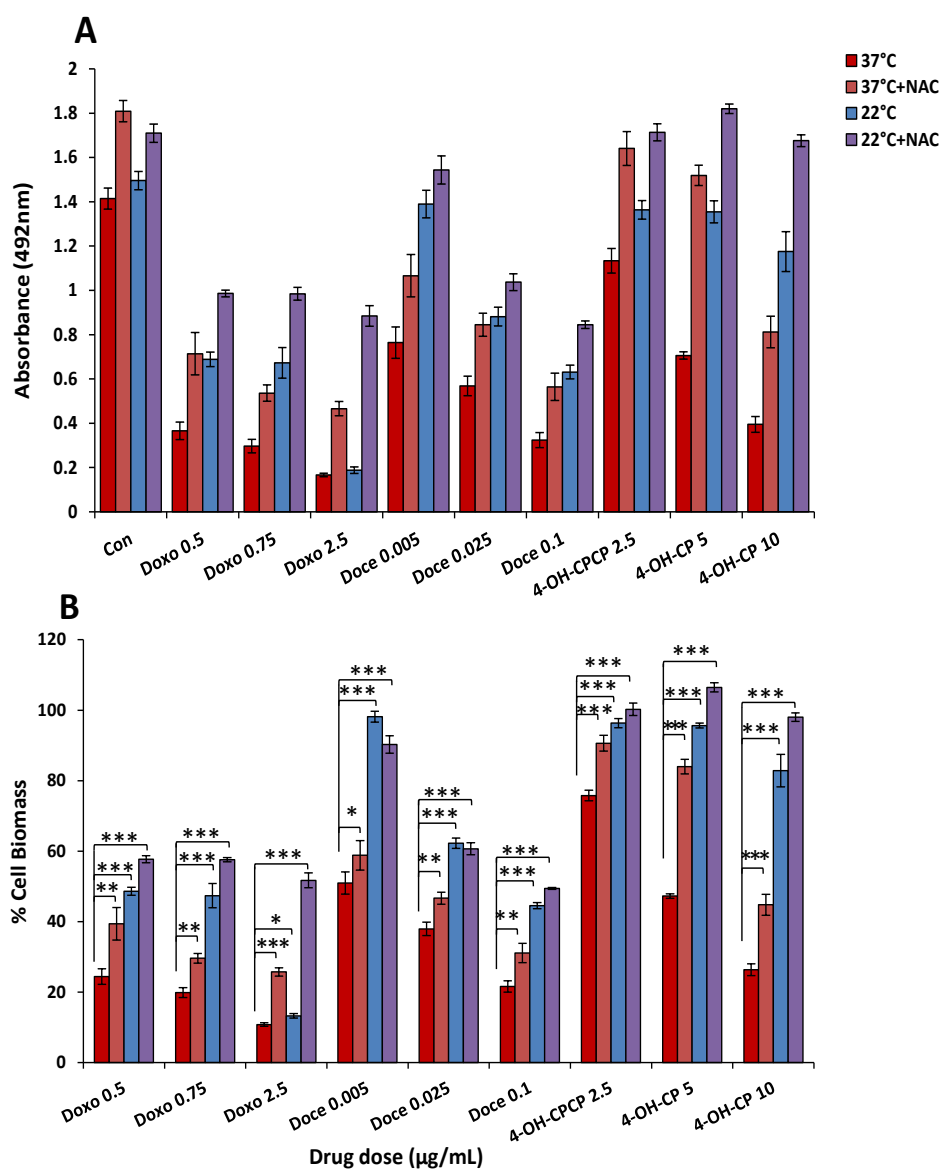 A
37°C
37°C+NAC
22°C
22°C+NAC
Absorbance (492nm)
2
1.8
1.6
1.4
1.2
1
0.8
0.6
0.4
0.2
0
Con
Doxo 0.5
Doxo 0.75
Doxo 2.5
Doce 0.005
Doce 0.025
Doce 0.1
4-OH-CPCP 2.5
4-OH-CP 5
4-OH-CP 10
B
% Cell Biomass
120
100
80
60
40
20
0
*** *** **
*** *** **
*** * ***
*** *** *
*** *** **
*** *** **
*** *** ***
*** *** ***
*** *** ***
Doxo 0.5
Doxo 0.75
Doxo 2.5
Doce 0.005
Doce 0.025
Doce 0.1
4-OH-CPCP 2.5
4-OH-CP 5
4-OH-CP 10
Drug dose (µg/mL)